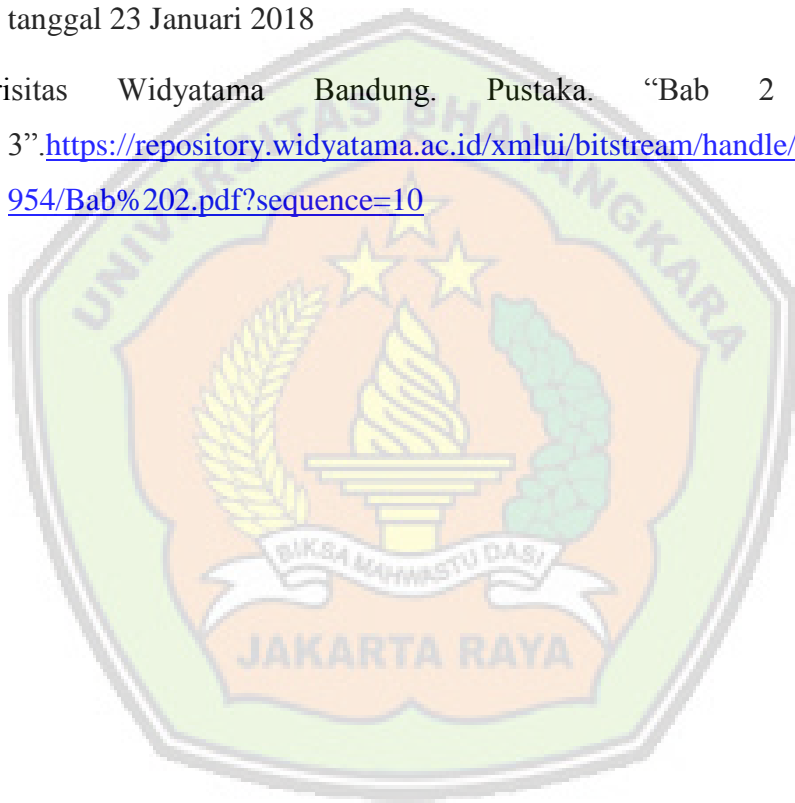 tanggal 23 Januari 2018
risitas Widyatama Bandung. Pustaka. “Bab 2
3”.https://repository.widyatama.ac.id/xmlui/bitstream/handle/
954/Bab%202.pdf?sequence=10
UNIVERSITAS BHAYANGKARA
BIKSA MAHWASTU DASI
JAKARTA RAYA